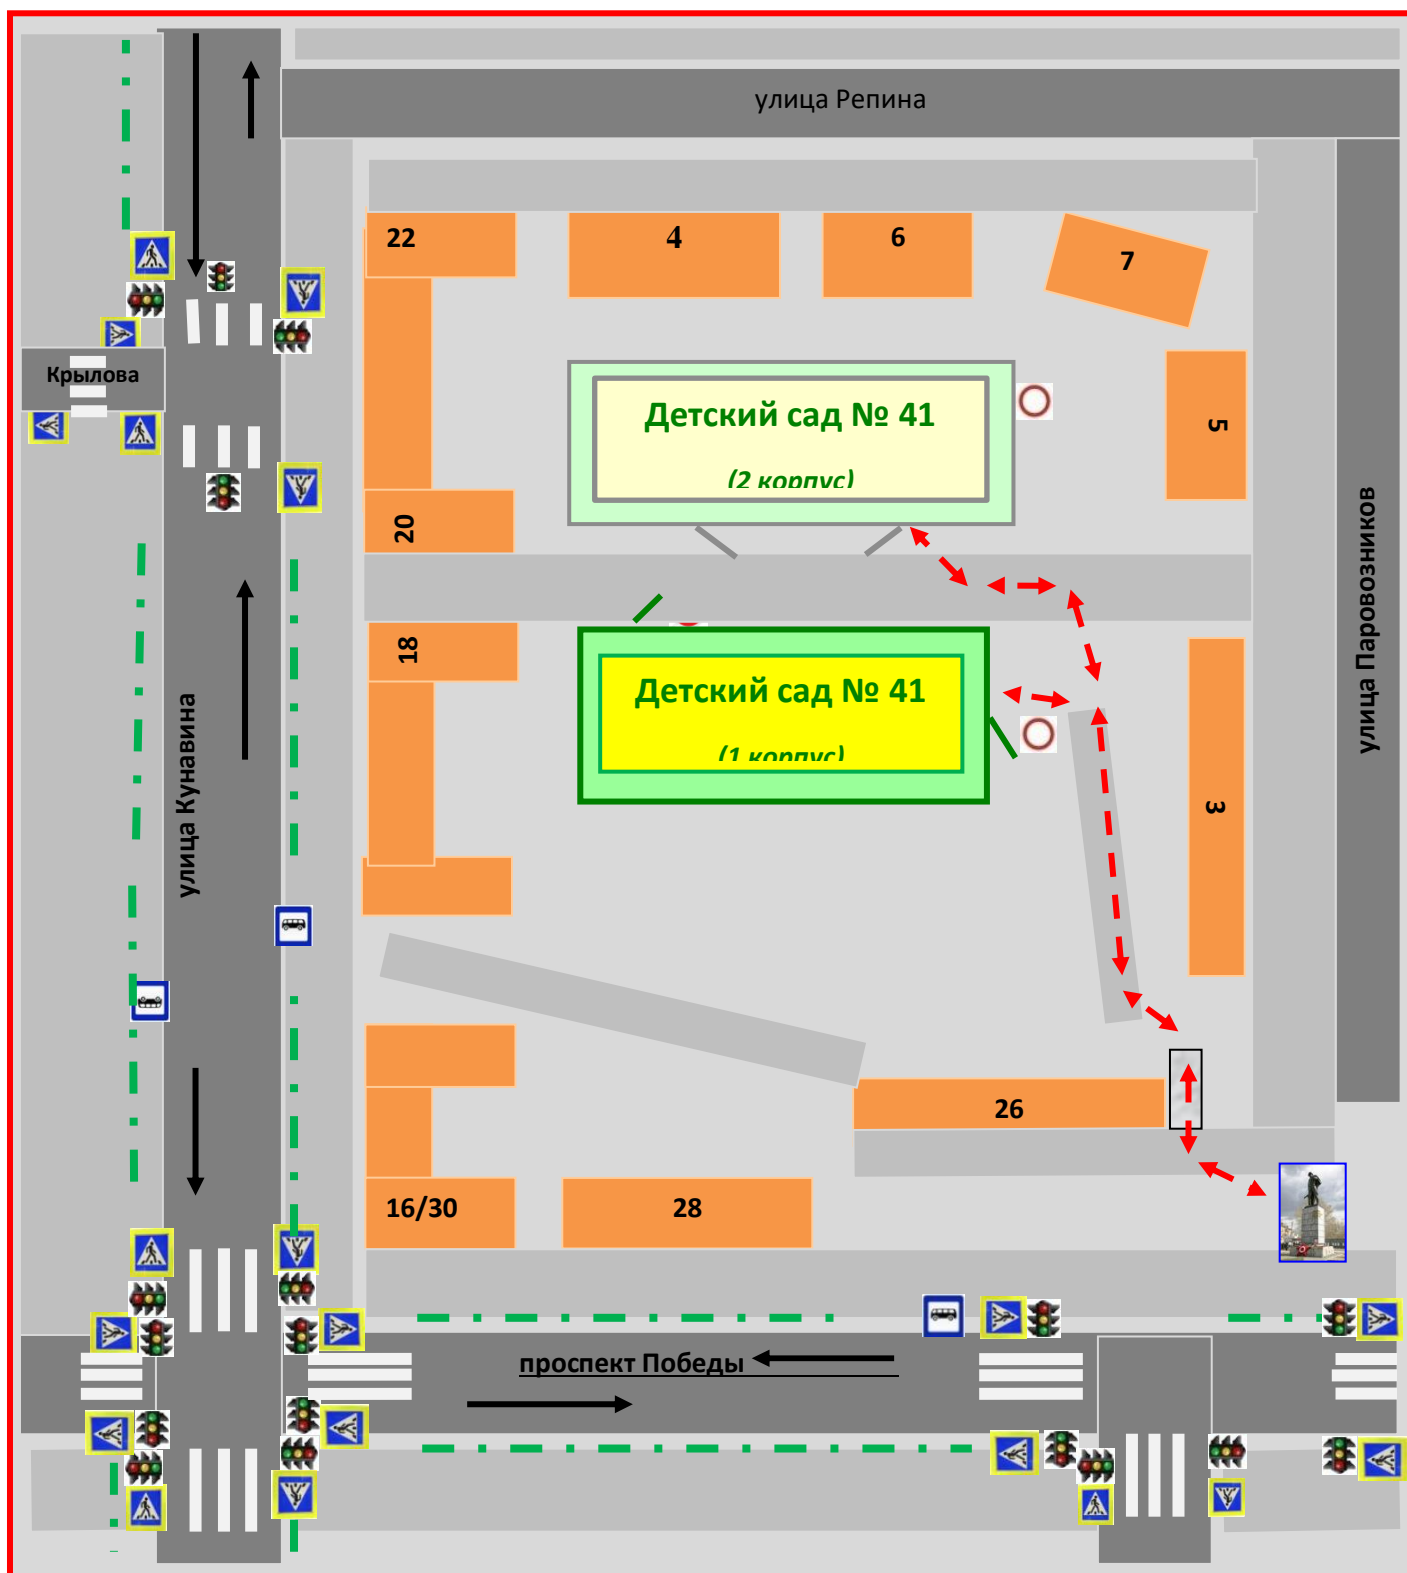 улица Репина
22
4
6
7
Крылова
Детский сад № 41
(2 корпус)
5
20
улица Паровозников
18
Детский сад № 41
(1 корпус)
улица Кунавина
3
26
16/30
28
проспект Победы